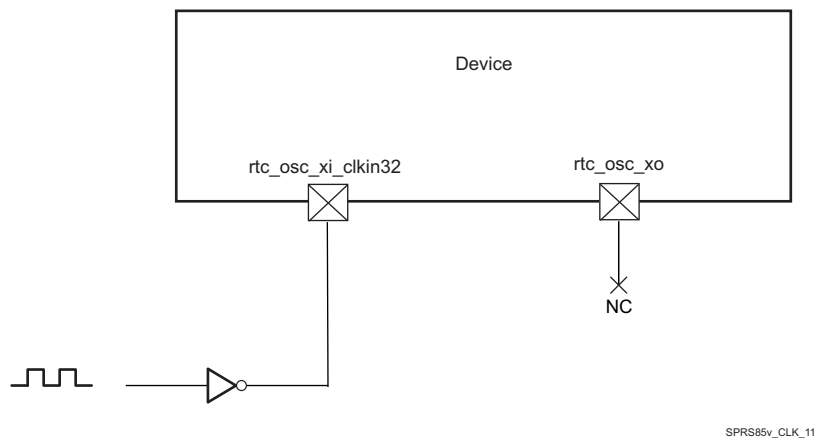 Device
rtc_osc_xi_clkin32
rtc_osc_xo
NC
SPRS85v_CLK_11